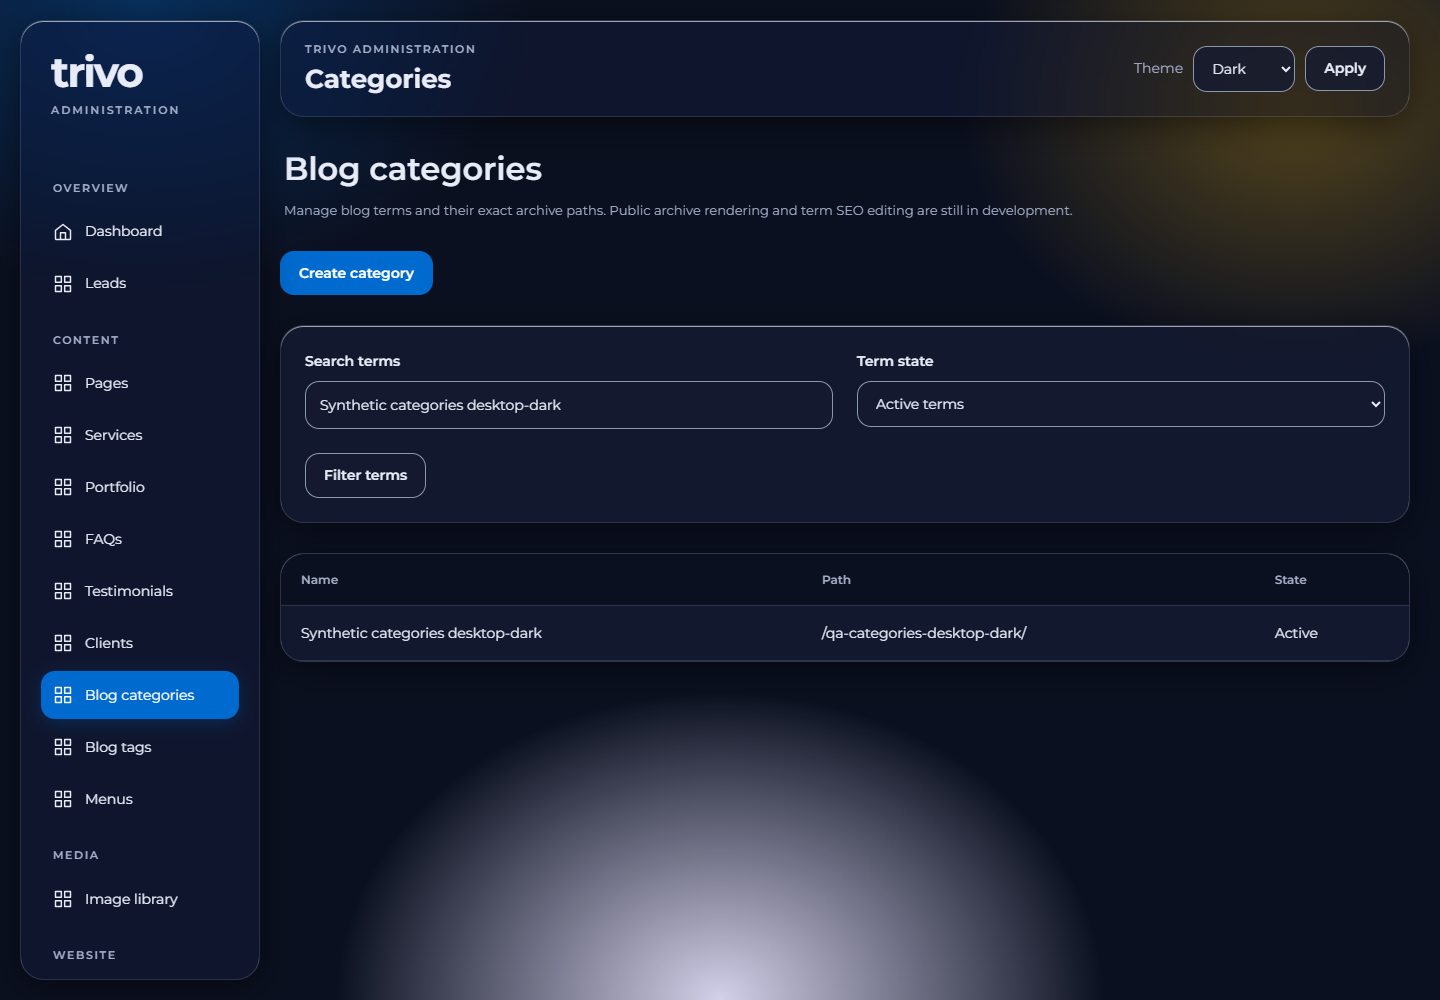 trivo
ADMINISTRATION
OVERVIEW
Dashboard
Leads
CONTENT
Pages
Services
Portfolio
FAQs
Testimonials
Clients
Blog categories
Blog tags
Menus
MEDIA
Image library
WEBSITE
TRIVO ADMINISTRATION
Categories
Theme
Dark
Apply
Blog categories
Manage blog terms and their exact archive paths. Public archive rendering and term SEO editing are still in development.
Create category
Search terms
Term state
Synthetic categories desktop-dark
Active terms
Filter terms
Name
Path
State
Synthetic categories desktop-dark
/qa-categories-desktop-dark/
Active